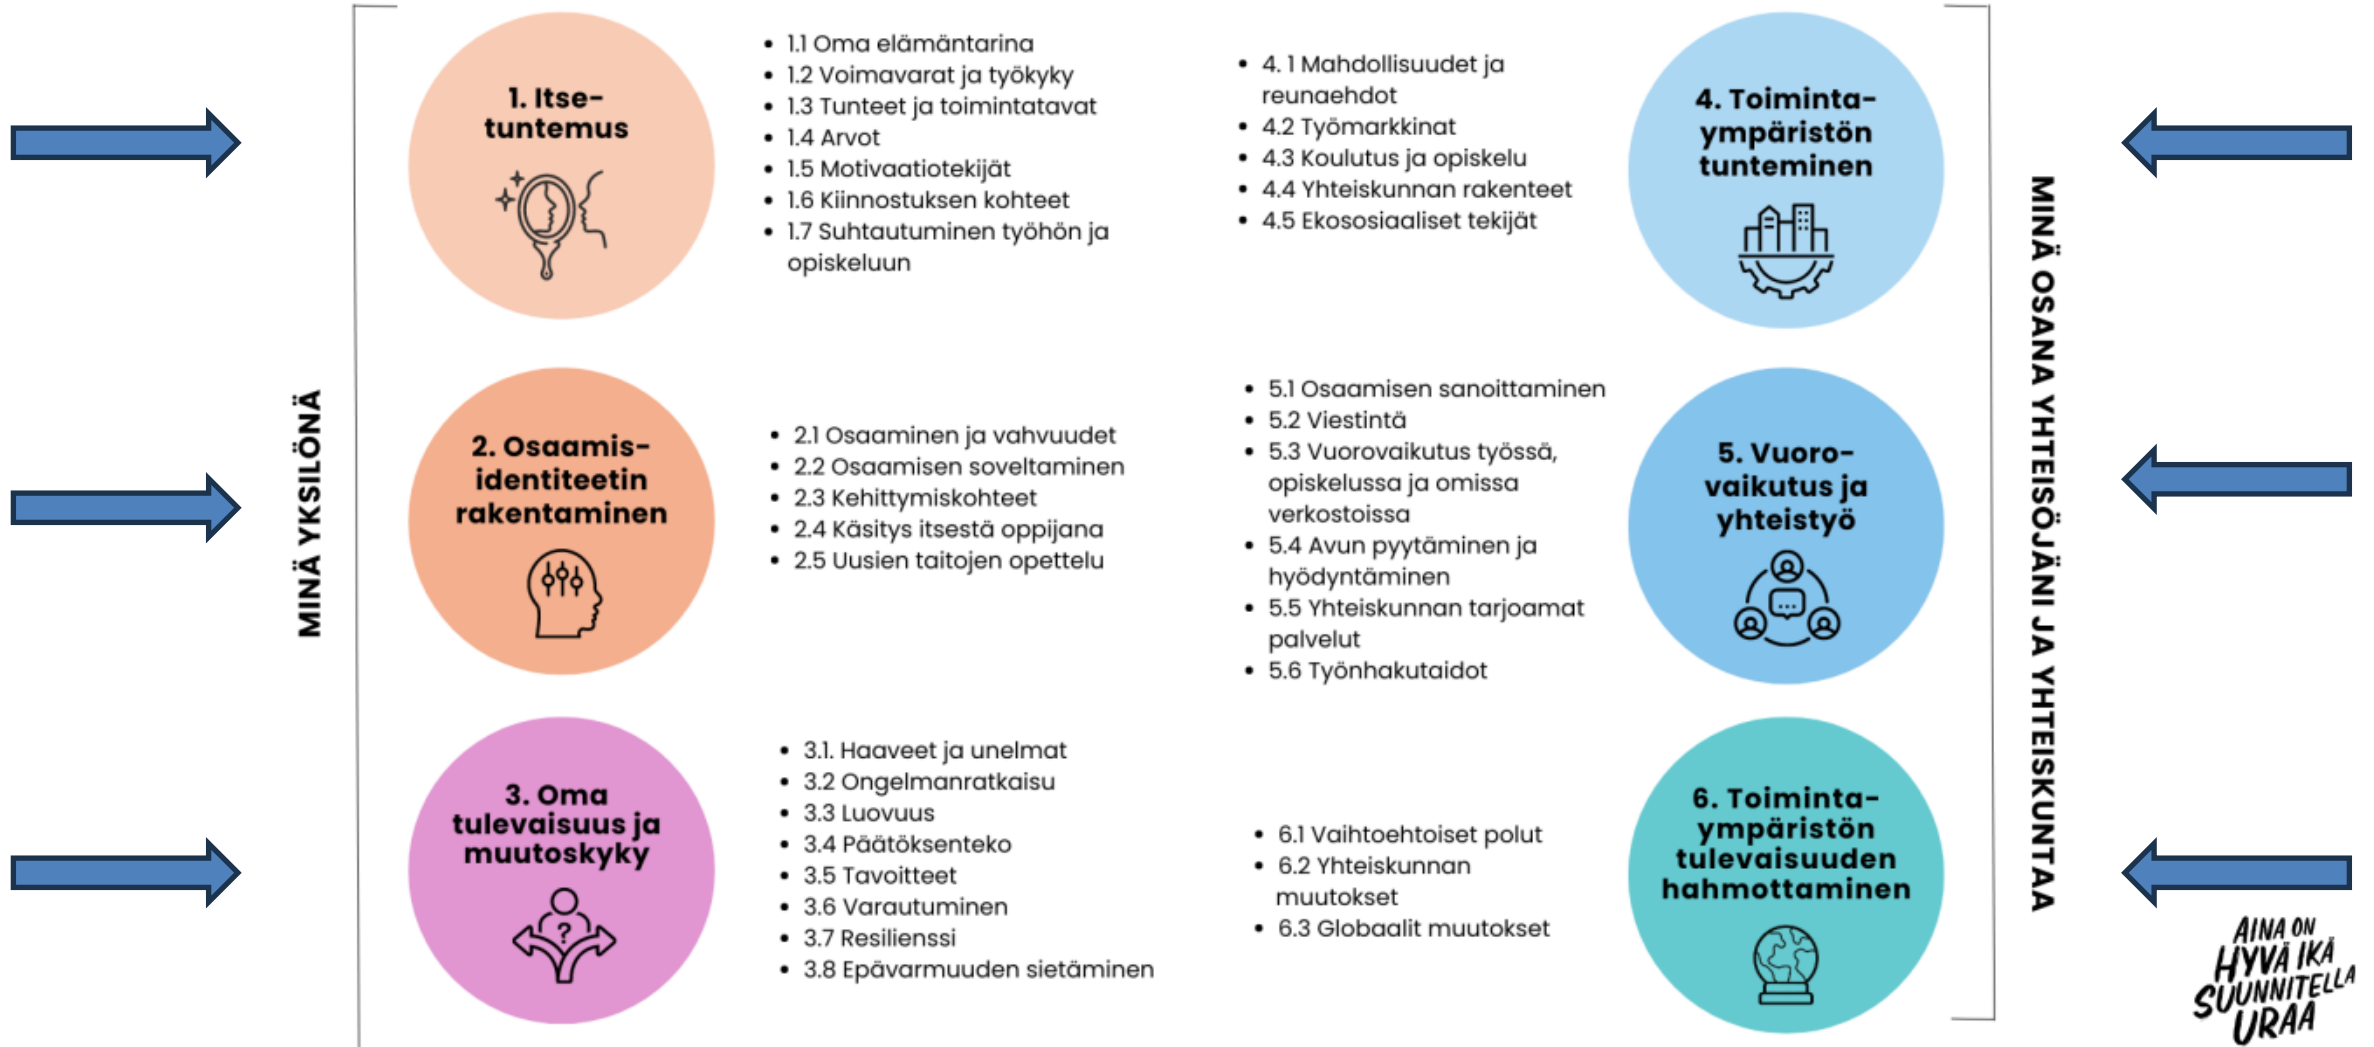 MINÄ YKSILÖNÄ
1. Itse-
tuntemus
• 1.1 Oma elämäntarina
• 1.2 Voimavarat ja työkyky
• 1.3 Tunteet ja toimintatavat
• 1.4 Arvot
• 1.5 Motivaatiotekijät
• 1.6 Kiinnostuksen kohteet
• 1.7 Suhtautuminen työhön ja
opiskeluun
2. Osaamis-
identiteetin
rakentaminen
• 2.1 Osaaminen ja vahvuudet
• 2.2 Osaamisen soveltaminen
• 2.3 Kehittymiskohteet
• 2.4 Käsitys itsestä oppijana
• 2.5 Uusien taitojen opettelu
3. Oma
tulevaisuus ja
muutoskyky
?
• 3.1. Haaveet ja unelmat
• 3.2 Ongelmanratkaisu
• 3.3 Luovuus
• 3.4 Päätöksenteko
• 3.5 Tavoitteet
• 3.6 Varautuminen
• 3.7 Resilienssi
• 3.8 Epävarmuuden sietäminen
MINÄ OSANA YHTEISÖJÄNI JA YHTEISKUNTAA
4. Toiminta-
ympäristön
tunteminen
• 4. 1 Mahdollisuudet ja
reunaehdot
• 4.2 Työmarkkinat
• 4.3 Koulutus ja opiskelu
• 4.4 Yhteiskunnan rakenteet
• 4.5 Ekososiaaliset tekijät
5. Vuoro-
vaikutus ja
yhteistyö
• 5.1 Osaamisen sanoittaminen
• 5.2 Viestintä
• 5.3 Vuorovaikutus työssä,
opiskelussa ja omissa
verkostoissa
• 5.4 Avun pyytäminen ja
hyödyntäminen
• 5.5 Yhteiskunnan tarjoamat
palvelut
• 5.6 Työnhakutaidot
6. Toiminta-
ympäristön
tulevaisuuden
hahmottaminen
• 6.1 Vaihtoehtoiset polut
• 6.2 Yhteiskunnan
muutokset
• 6.3 Globaalit muutokset
AINA ON
HYVÄ IKÄ
SUUNNITELLA
URAA